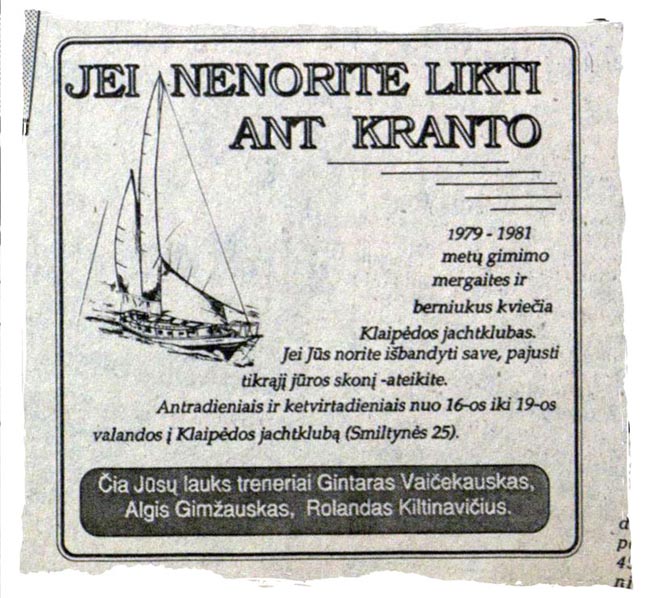 JEI NENORITE LIKTI
ANT KRANTO
1979 - 1981
metų gimimo
mergaites ir
berniukus kviečia
Klaipėdos jachtklubas.
Jei Jūs norite išbandyti save, pajusti
tikrąjį jūros skonį -ateikite.
Antradieniais ir ketvirtadieniais nuo 16-os iki 19-os
valandos į Klaipėdos jachtklubą (Smiltynės 25).
Čia Jūsų lauks treneriai Gintaras Vaičekauskas,
Algis Gimžauskas, Rolandas Kiltinavičius.